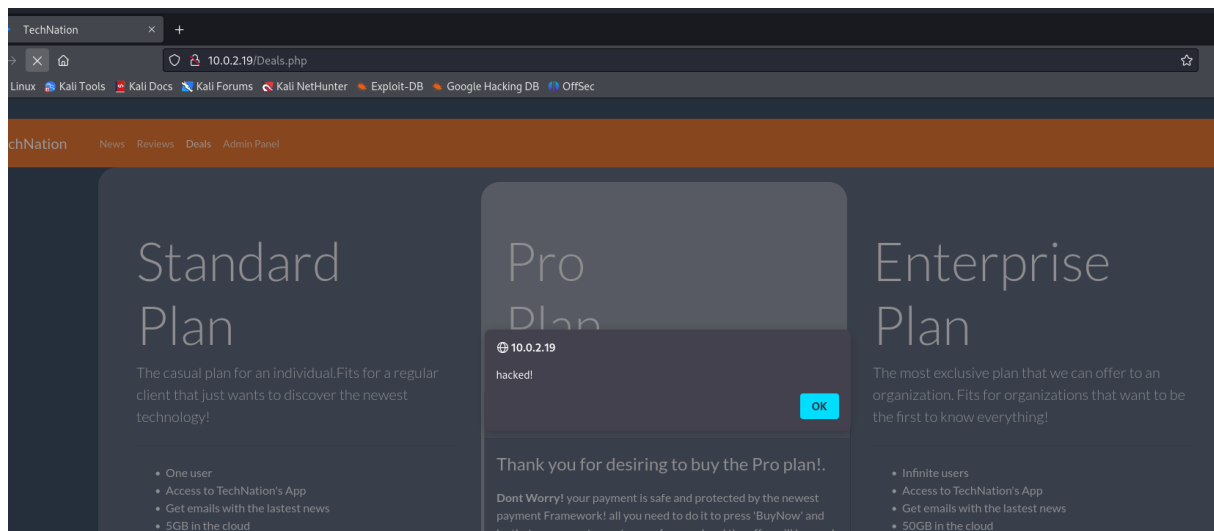 TechNation
10.0.2.19/Deals.php
Linux Kali Tools Kali Docs Kali Forums Kali NetHunter Exploit-DB Google Hacking DB OffSec
chNation News Reviews Deals Admin Panel
Standard
Plan
The casual plan for an individual.Fits for a regular
client that just wants to discover the newest
technology!
• One user
• Access to TechNation's App
• Get emails with the lastest news
• 5GB in the cloud
Pro
Plan
10.0.2.19
hacked!
OK
Thank you for desiring to buy the Pro plan!.
Dont Worry! your payment is safe and protected by the newest
payment Framework! all you need to do it to press 'BuyNow' and
Enterprise
Plan
The most exclusive plan that we can offer to an
organization. Fits for organizations that want to be
the first to know everything!
• Infinite users
• Access to TechNation's App
• Get emails with the lastest news
• 50GB in the cloud